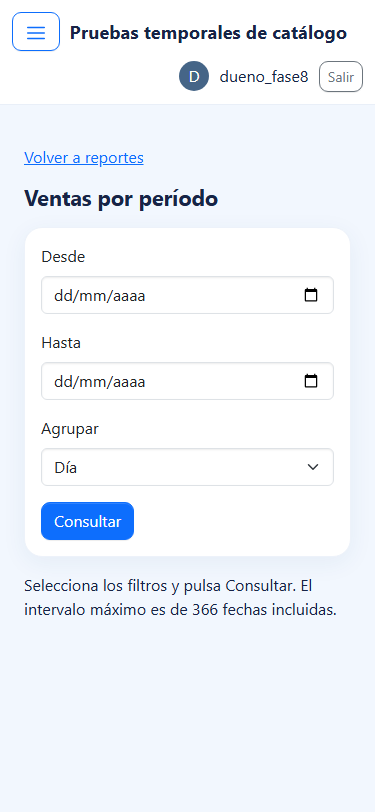 Pruebas temporales de catálogo
D dueno_fase8 Salir
Volver a reportes
Ventas por período
Desde
dd/mm/aaaa
Hasta
dd/mm/aaaa
Agrupar
Día
Consultar
Selecciona los filtros y pulsa Consultar. El
intervalo máximo es de 366 fechas incluidas.